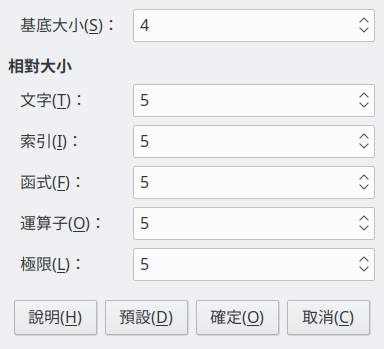 基底大小(S)： 4
相對大小
文字(T)： 5
索引(I)： 5
函式(F)： 5
運算子(O)： 5
極限(L)： 5
說明(H) 預設(D) 確定(O) 取消(C)